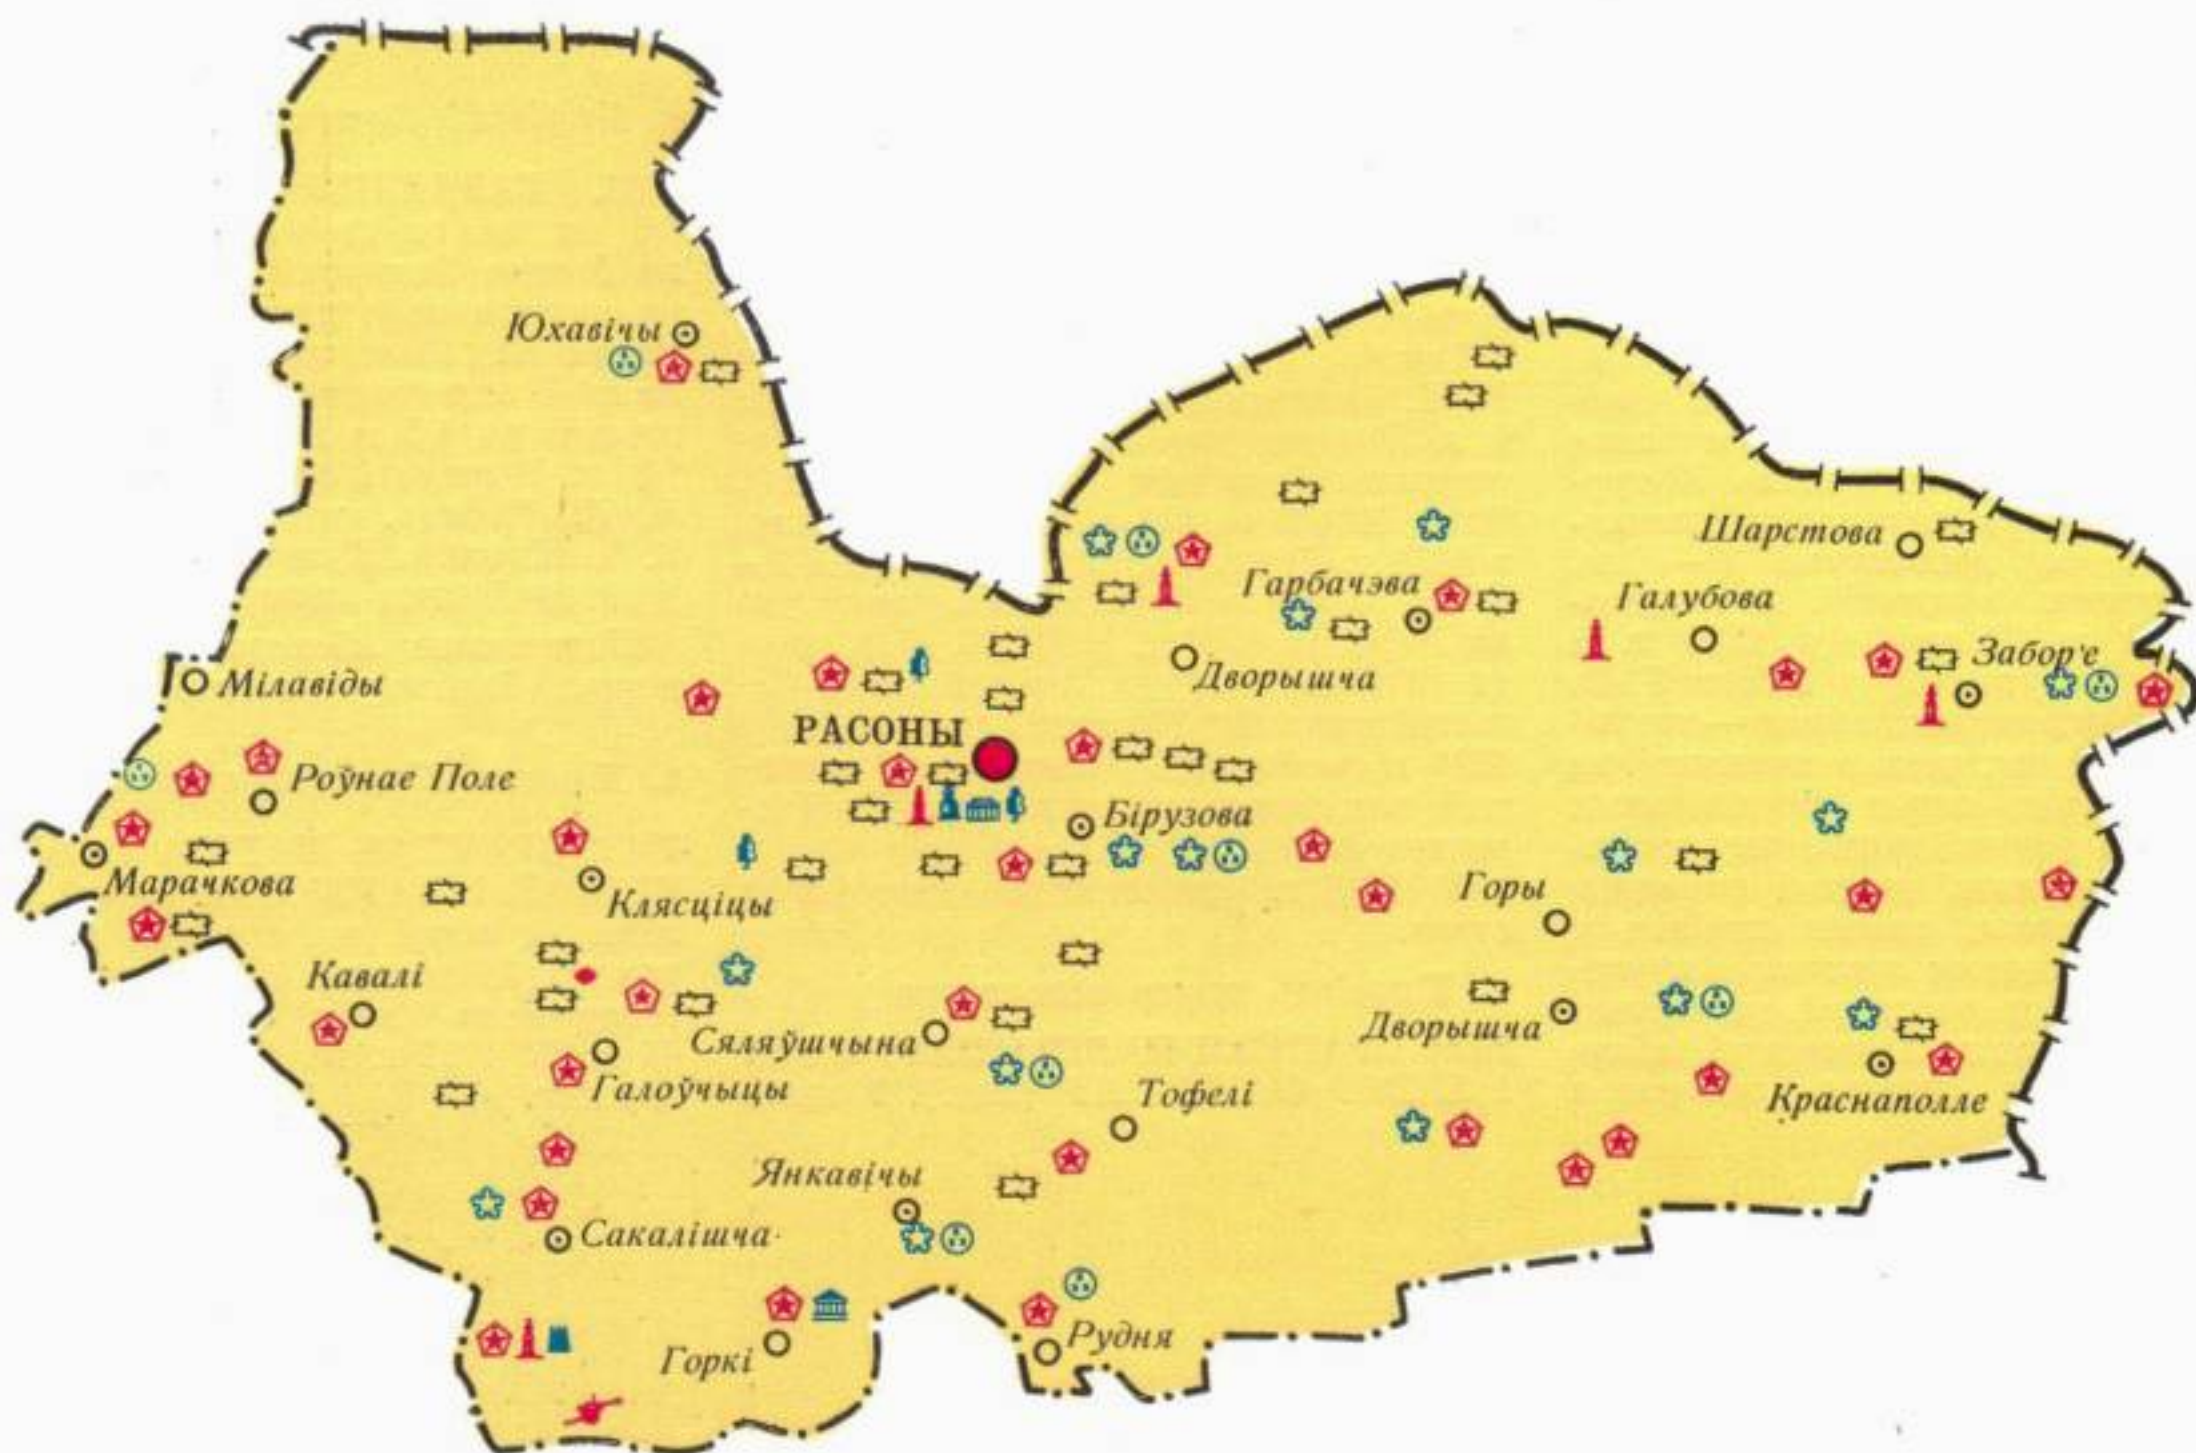 Юхавічы
Шарстова
Гарбачэва
Галубова
Забор'е
Дворышча
Мілавіды
РАСОНЫ
Роўнае Поле
Бірузова
Марачкова
Клясціцы
Горы
Кавалі
Дворышча
Сяляўшчына
Галоўчыцы
Тофелі
Краснаполле
Янкавічы
Сакалішча
Рудня
Горкі